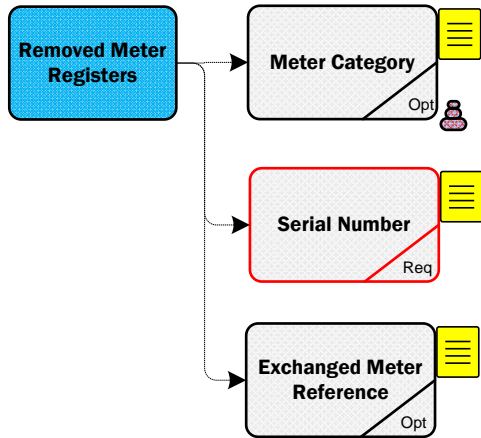 Removed Meter
Registers
Meter Category
Opt
Serial Number
Req
Exchanged Meter
Reference
Opt